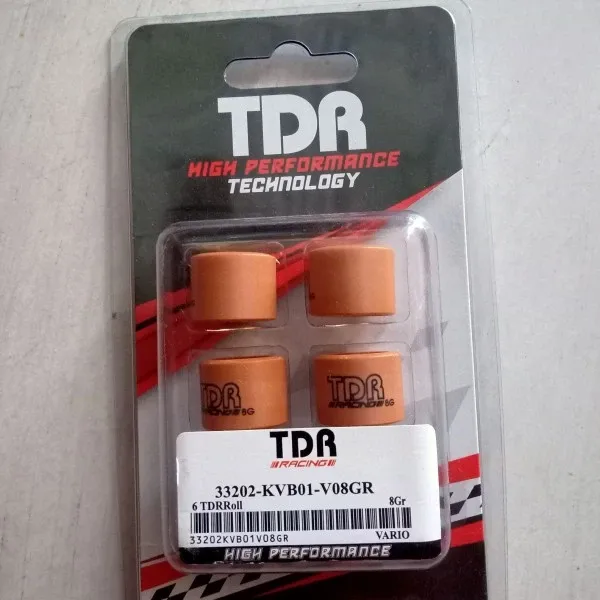 TDR
HIGH PERFORMANCE
TECHNOLOGY
TDR
RACING 8G
TDR
RACING 8G
TDR
RACING
33202-KVB01-V08GR
6 TDRRoll 8Gr
33202KVB01V08GR VARIO
HIGH PERFORMANCE